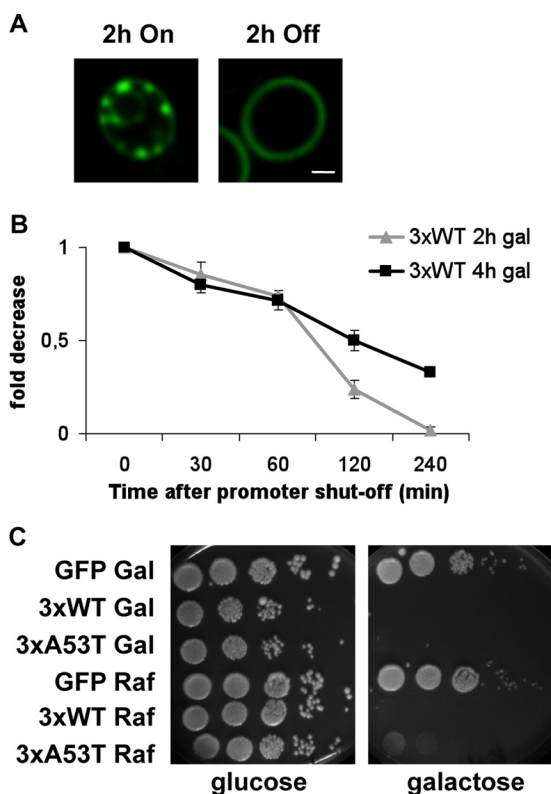 A
2h On 2h Off
B
3xWT 2h gal
3xWT 4h gal
fold decrease
1
0,5
0
0 30 60 120 240
Time after promoter shut-off (min)
C
GFP Gal
3xWT Gal
3xA53T Gal
GFP Raf
3xWT Raf
3xA53T Raf
glucose galactose